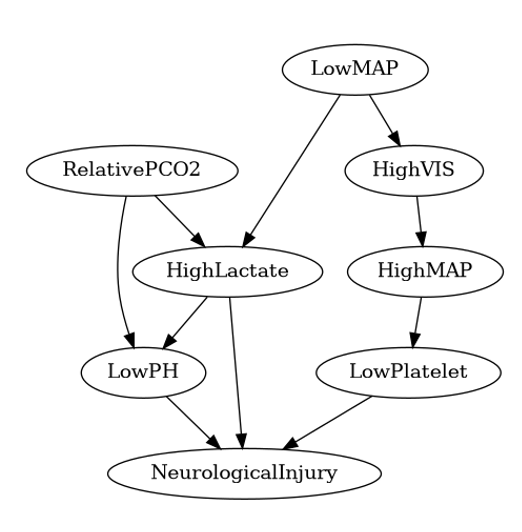 LowMAP
RelativePCO2
HighVIS
HighLactate
HighMAP
LowPH
LowPlatelet
NeurologicalInjury